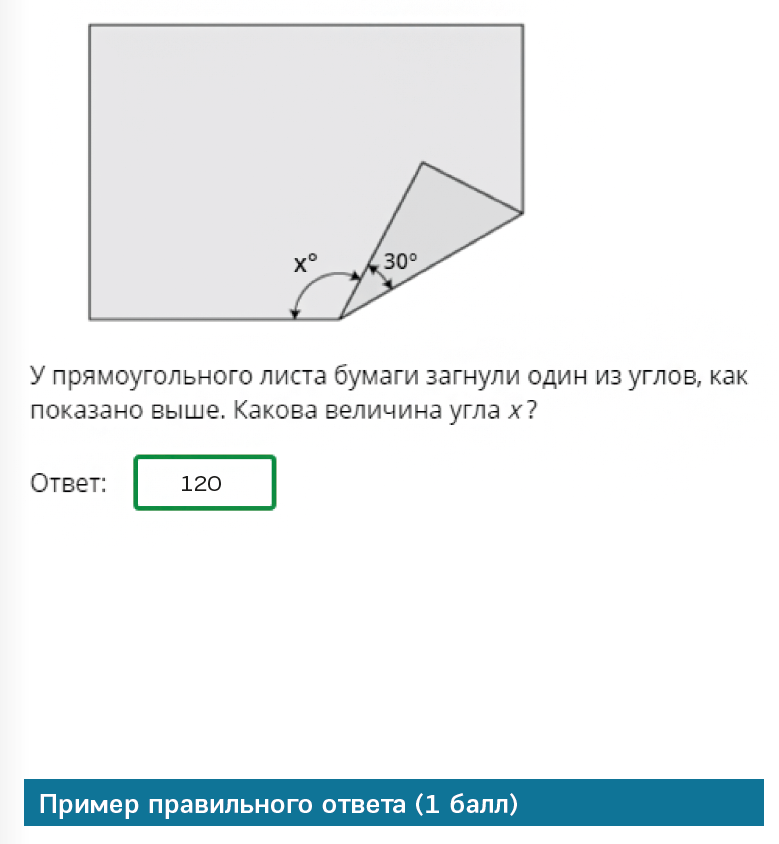 x°
30°
У прямоугольного листа бумаги загнули один из углов, как
показано выше. Какова величина угла x?
Ответ: 120
Пример правильного ответа (1 балл)